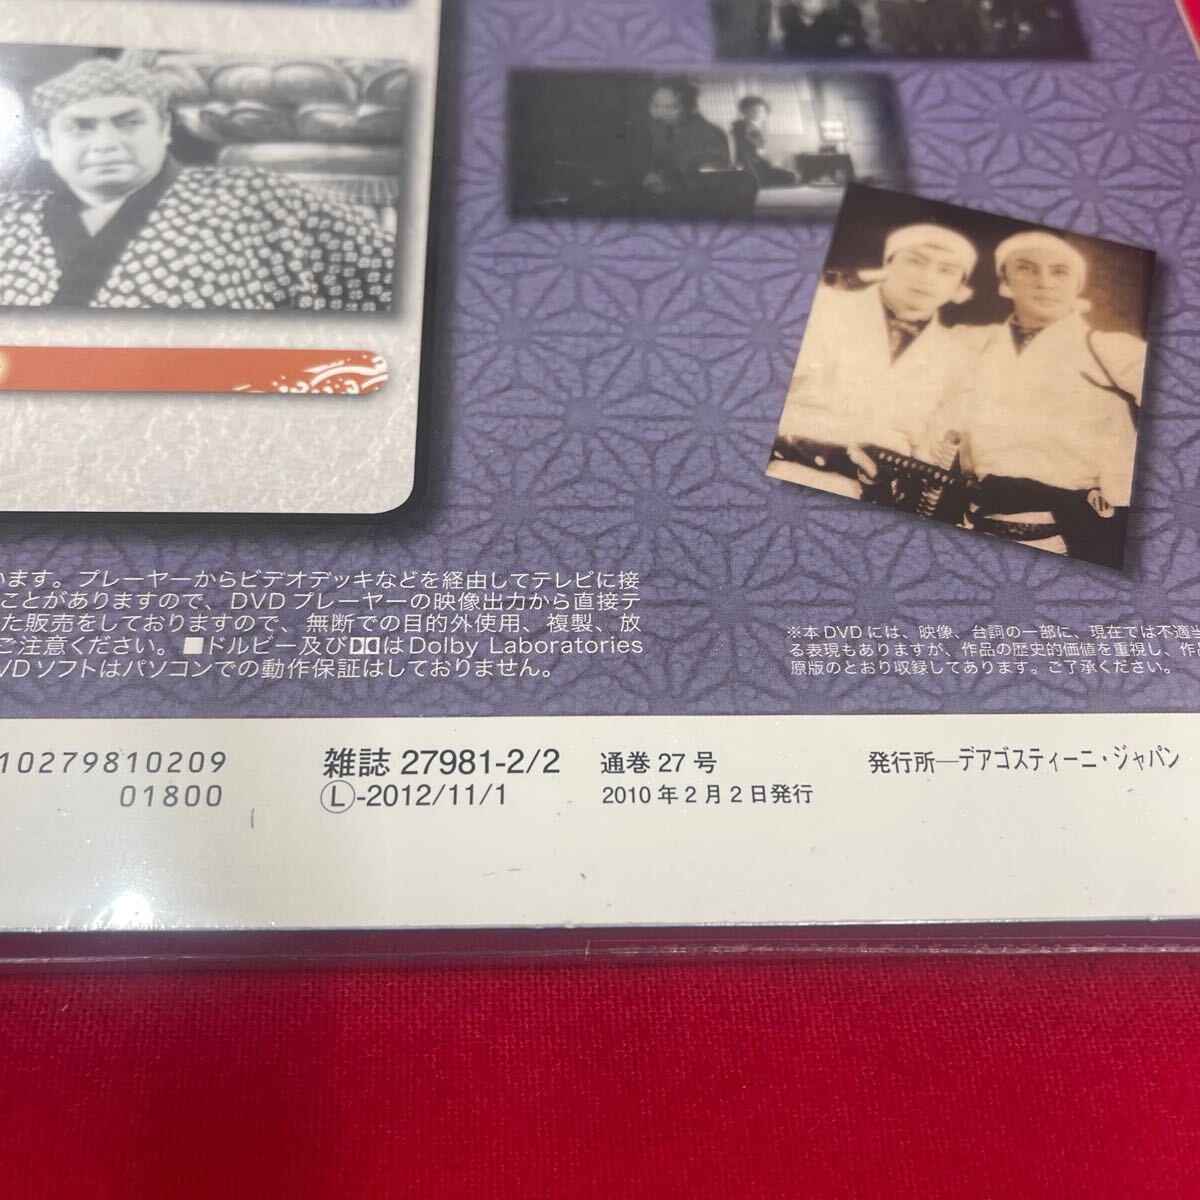 います。プレーヤーからビデオデッキなどを経由してテレビに接
ことがありますので、DVDプレーヤーの映像出力から直接テ
た販売をしておりますので、無断での目的外使用、複製、放
ご注意ください。■ドルビー及びはDolby Laboratories
VDソフトはパソコンでの動作保証はしておりません。
※本DVDには、映像、台詞の一部に、現在では不適当
る表現もありますが、作品の歴史的価値を重視し、作品
原版のとおり収録してあります。ご了承ください。
10279810209
01800
雑誌 27981-2/2
Ⓛ-2012/11/1
通巻 27 号
2010 年 2 月 2 日発行
発行所―デアゴスティーニ・ジャパン